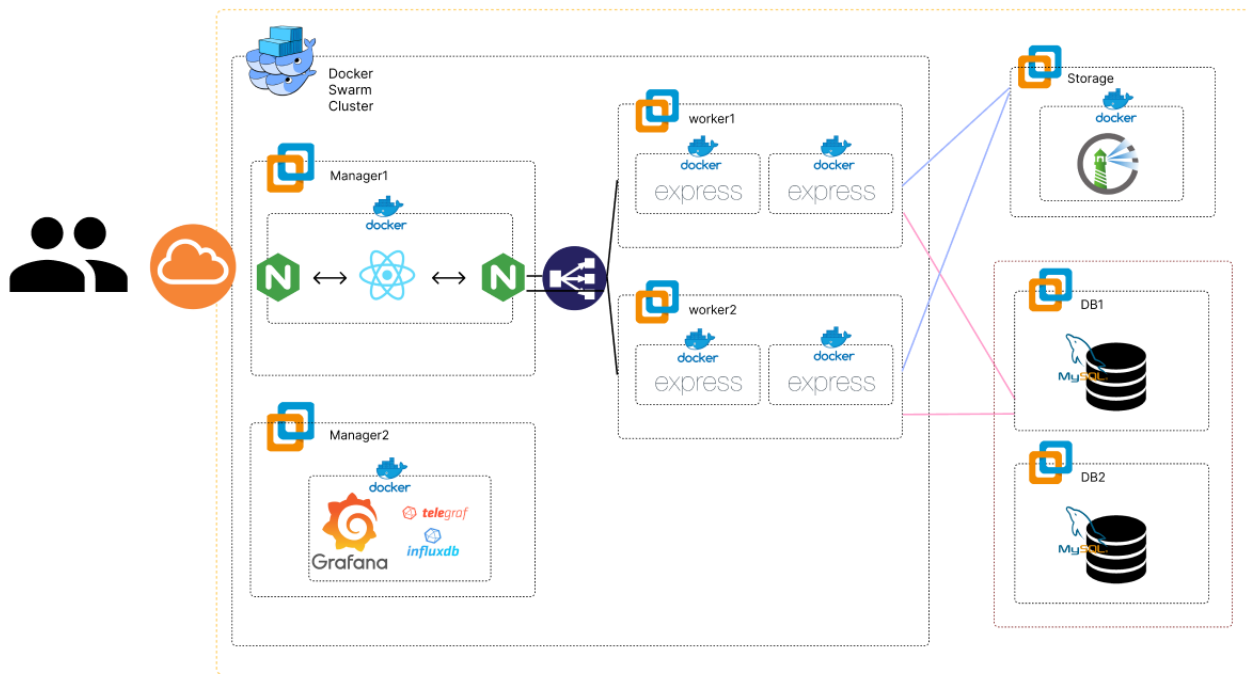 Docker
Swarm
Cluster
Manager1
docker
N
N
Manager2
docker
Grafana
telegraf
influxdb
worker1
docker
docker
express
express
worker2
docker
docker
express
express
Storage
docker
DB1
MySQL
DB2
MySQL